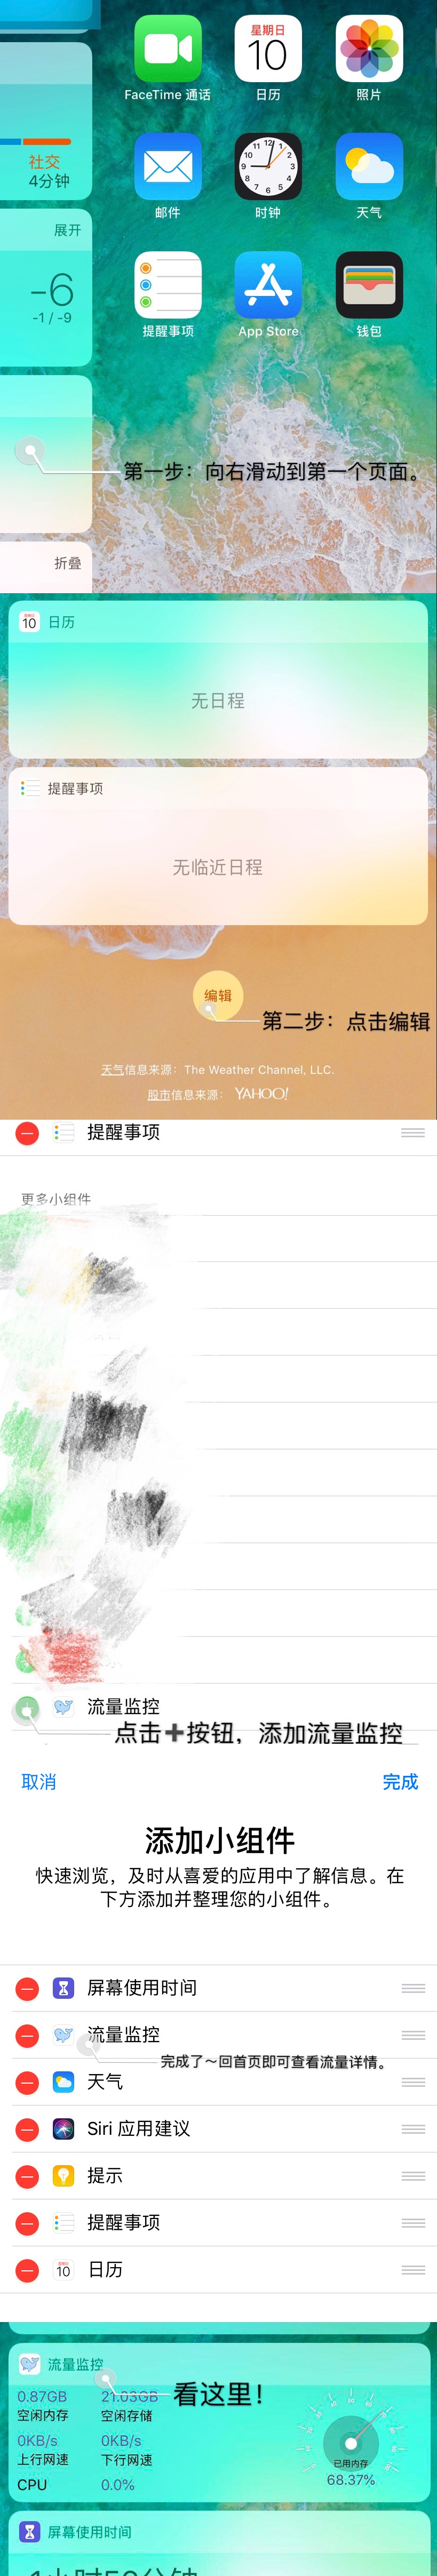 星期日
10
FaceTime 通话
日历
照片
社交
4分钟
邮件
时钟
天气
展开
-6
-1 / -9
提醒事项
App Store
钱包
第一步：向右滑动到第一个页面。
折叠
10
日历
无日程
提醒事项
无临近日程
编辑
第二步：点击编辑
天气信息来源：The Weather Channel, LLC.
股市信息来源：YAHOO!
提醒事项
更多小组件
流量监控
点击➕按钮，添加流量监控
取消
完成
添加小组件
快速浏览，及时从喜爱的应用中了解信息。在
下方添加并整理您的小组件。
屏幕使用时间
流量监控
完成了～回首页即可查看流量详情。
天气
Siri 应用建议
提示
提醒事项
10
日历
流量监控
看这里！
0.87GB
21.03GB
空闲内存
空闲存储
0KB/s
0KB/s
上行网速
下行网速
CPU
0.0%
已用内存
68.37%
屏幕使用时间